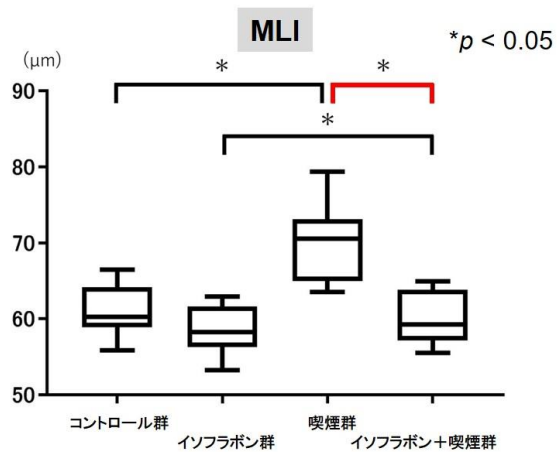 MLI
*p < 0.05
(μm)
*
*
*
90
80
70
60
50
コントロール群
イソフラボン群
喫煙群
イソフラボン＋喫煙群